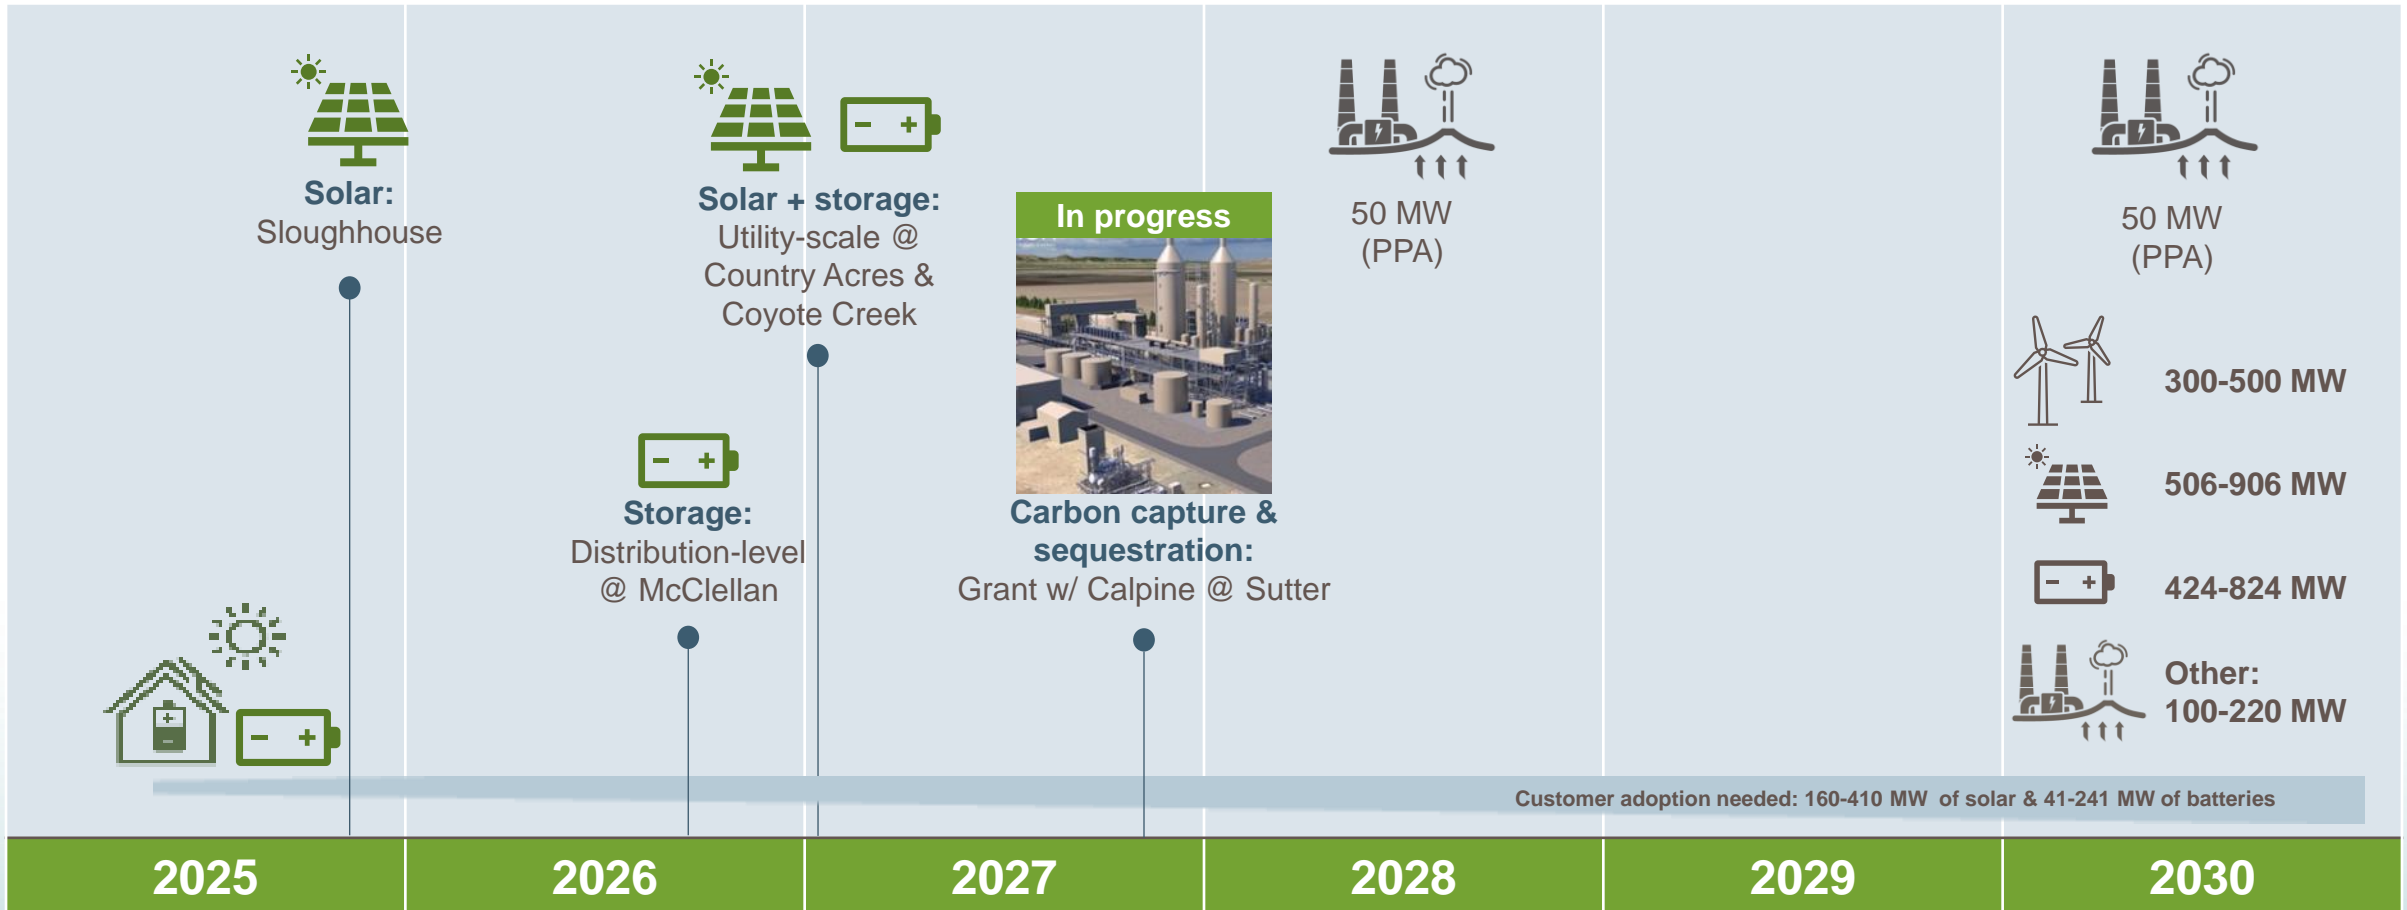 Solar:
Sloughhouse
Solar + storage:
Utility-scale @
Country Acres &
Coyote Creek
Storage:
Distribution-level
@ McClellan
In progress
Carbon capture &
sequestration:
Grant w/ Calpine @ Sutter
50 MW
(PPA)
50 MW
(PPA)
300-500 MW
506-906 MW
424-824 MW
Other:
100-220 MW
Customer adoption needed: 160-410 MW of solar & 41-241 MW of batteries
2025
2026
2027
2028
2029
2030